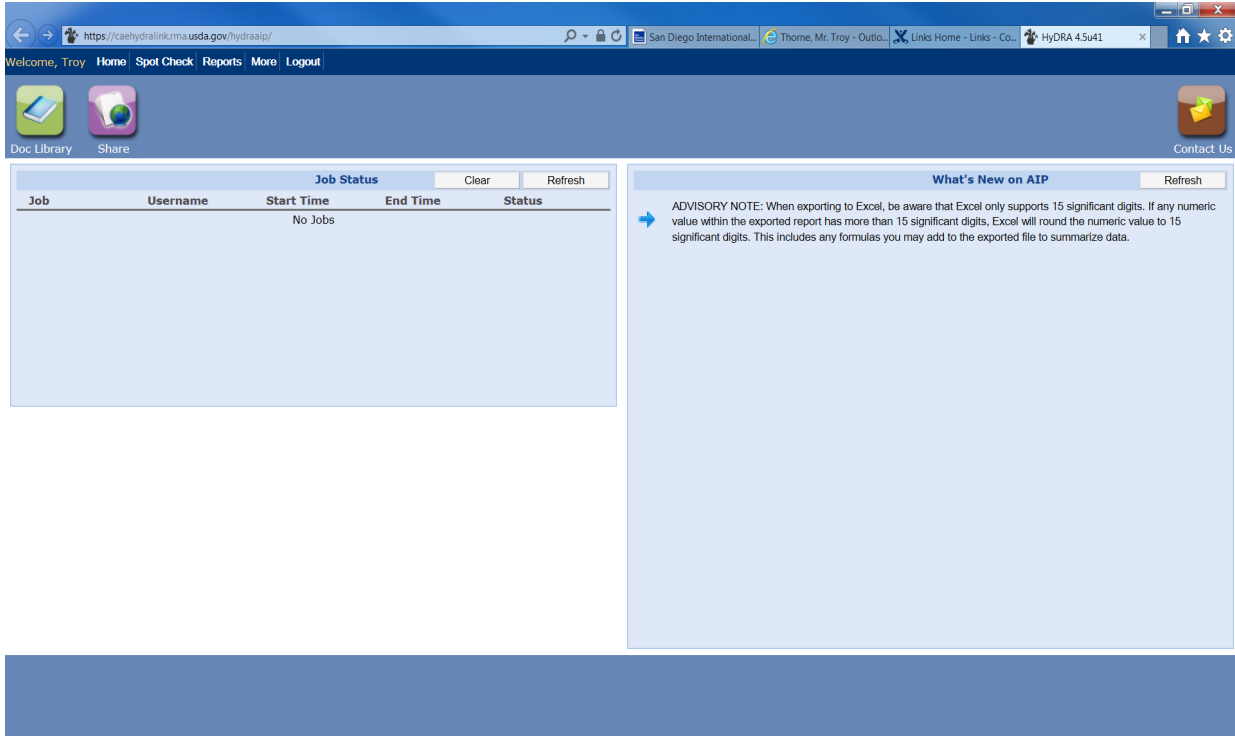 https://caehydralink.rma.usda.gov/hydraaip/
San Diego International...
Thorne, Mr. Troy - Outlo...
Links Home - Links - Co...
HyDRA 4.5u41
Welcome, Troy Home Spot Check Reports More Logout
Doc Library
Share
Contact Us
Job Status
Clear
Refresh
Job Username Start Time End Time Status
No Jobs
What's New on AIP
Refresh
ADVISORY NOTE: When exporting to Excel, be aware that Excel only supports 15 significant digits. If any numeric
value within the exported report has more than 15 significant digits, Excel will round the numeric value to 15
significant digits. This includes any formulas you may add to the exported file to summarize data.